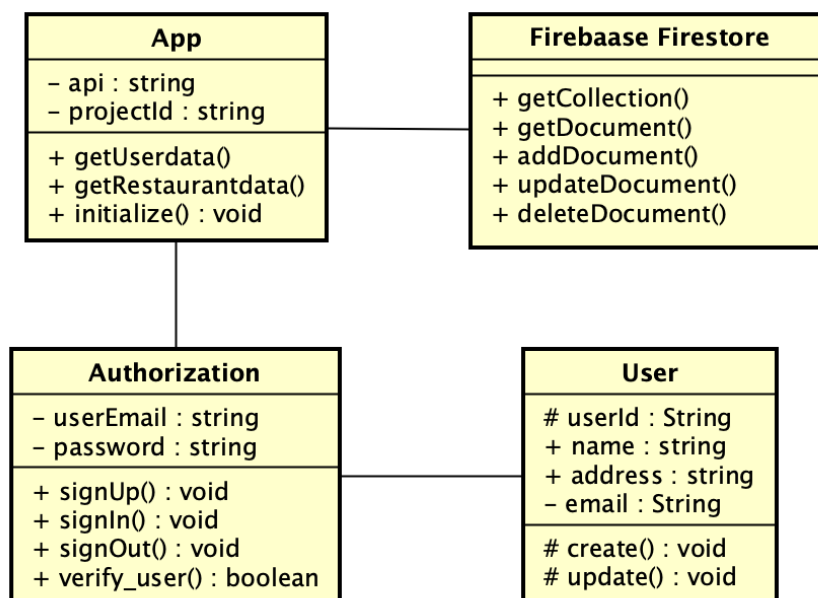 App
– api : string
– projectId : string
+ getUserdata()
+ getRestaurantdata()
+ initialize() : void
Firebaase Firestore
+ getCollection()
+ getDocument()
+ addDocument()
+ updateDocument()
+ deleteDocument()
Authorization
– userEmail : string
– password : string
+ signUp() : void
+ signIn() : void
+ signOut() : void
+ verify_user() : boolean
User
# userId : String
+ name : string
+ address : string
– email : String
# create() : void
# update() : void